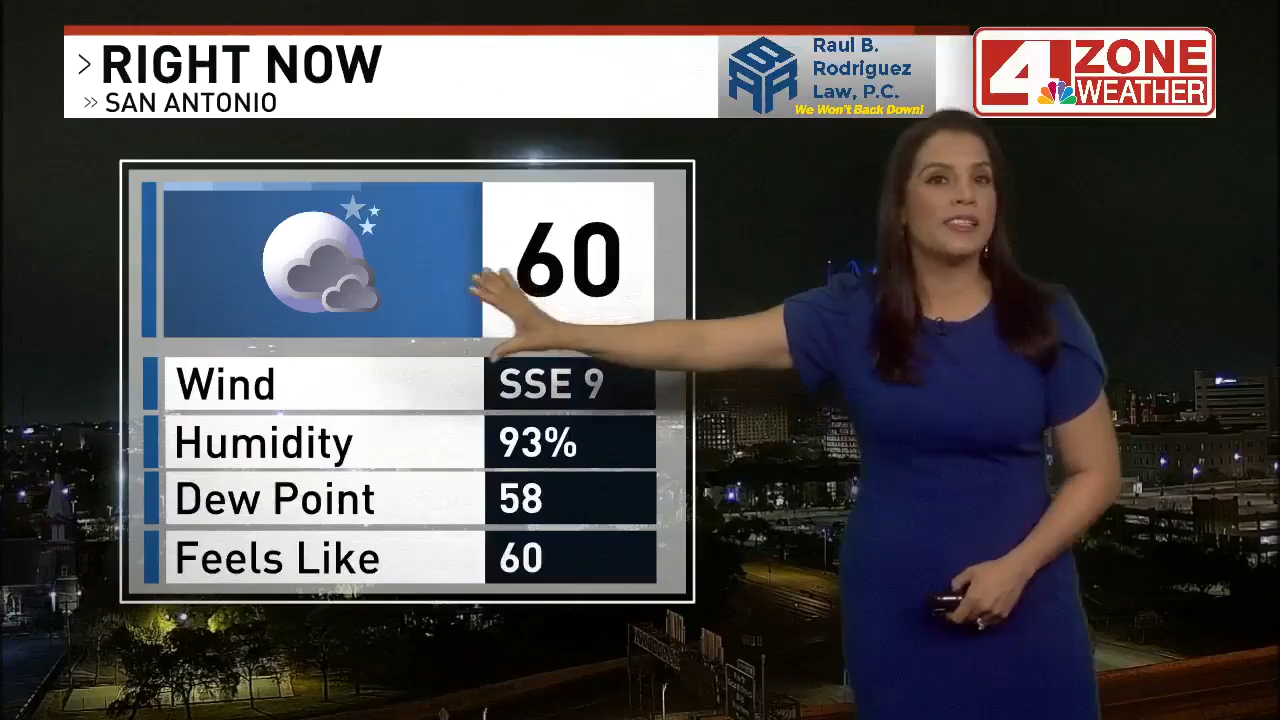 RIGHT NOW
SAN ANTONIO
SAA
Raul B.
Rodriguez
Law, P.C.
We Won't Back Down!
4 ZONE
WEATHER
60
Wind SSE 9
Humidity 93%
Dew Point 58
Feels Like 60